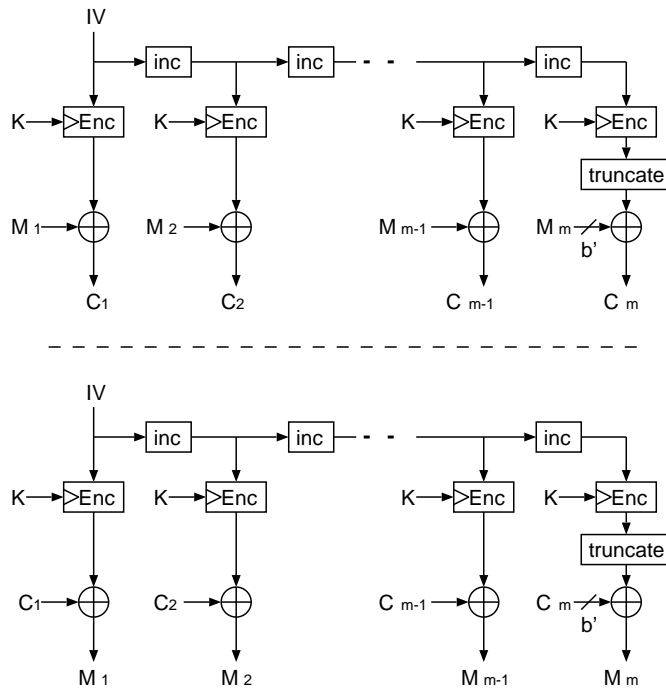 IV
inc inc - - inc
K Enc K Enc K Enc K Enc
truncate
M 1 M 2 M m-1 M m
b’
C1 C2 C m-1 C m
IV
inc inc - - inc
K Enc K Enc K Enc K Enc
truncate
C1 C2 C m-1 C m
b’
M 1 M 2 M m-1 M m